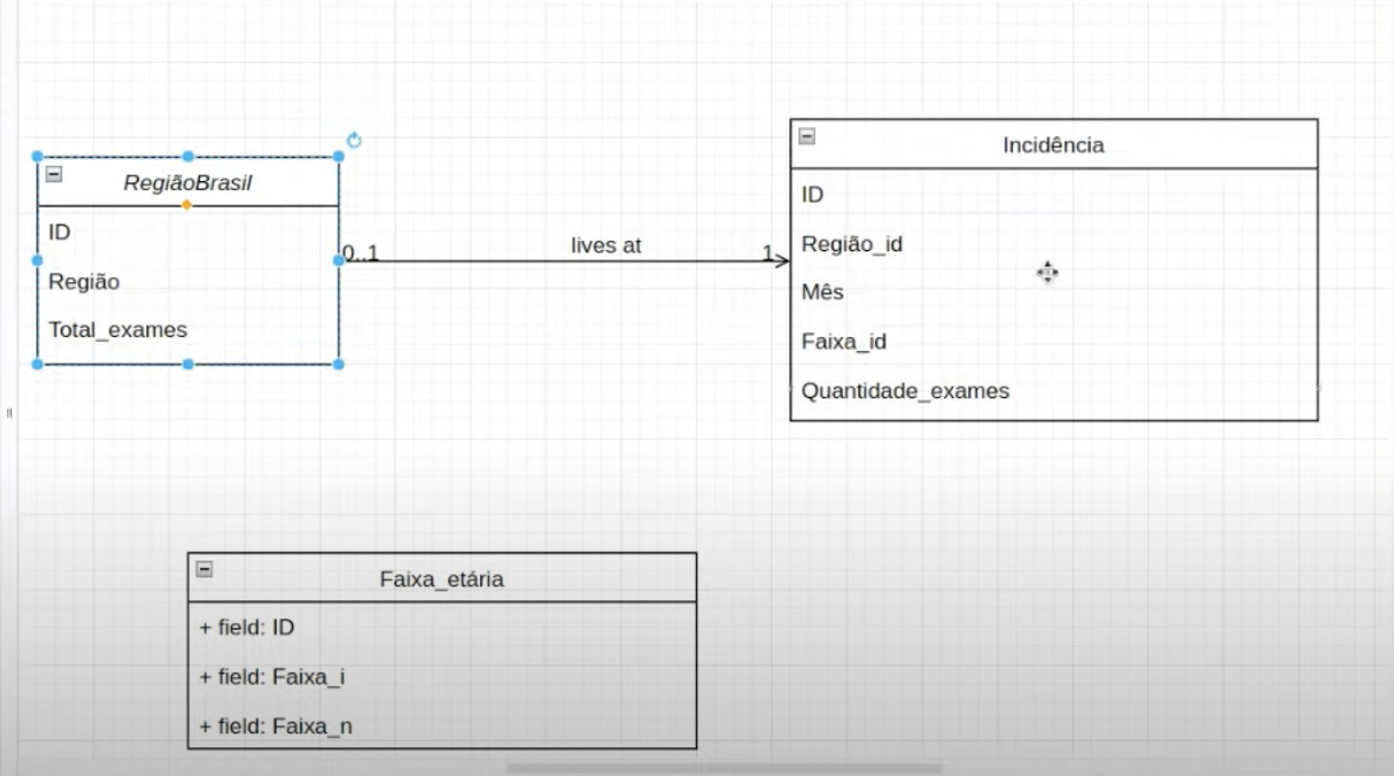 RegiãoBrasil
ID
Região
Total_exames
0..1
lives at
1
Incidência
ID
Região_id
Mês
Faixa_id
Quantidade_exames
Faixa_etária
+ field: ID
+ field: Faixa_i
+ field: Faixa_n